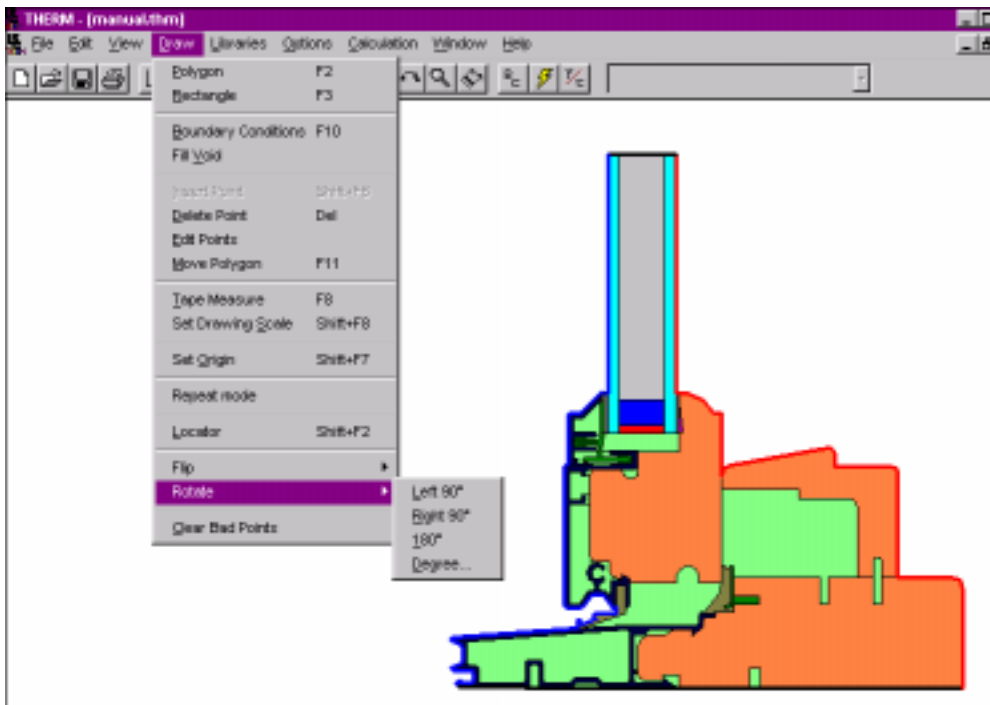 THERM - [manual.thm]
File Edit View Draw Libraries Options Calculation Window Help
Polygon F2
Rectangle F3
Boundary Conditions F10
Fill Void
Insert Point Shift+F6
Delete Point Del
Edit Points
Move Polygon F11
Tape Measure F8
Set Drawing Scale Shift+F8
Set Origin Shift+F7
Repeat mode
Locator Shift+F2
Flip
Rotate
Left 90°
Right 90°
180°
Degree...
Clear Bad Points